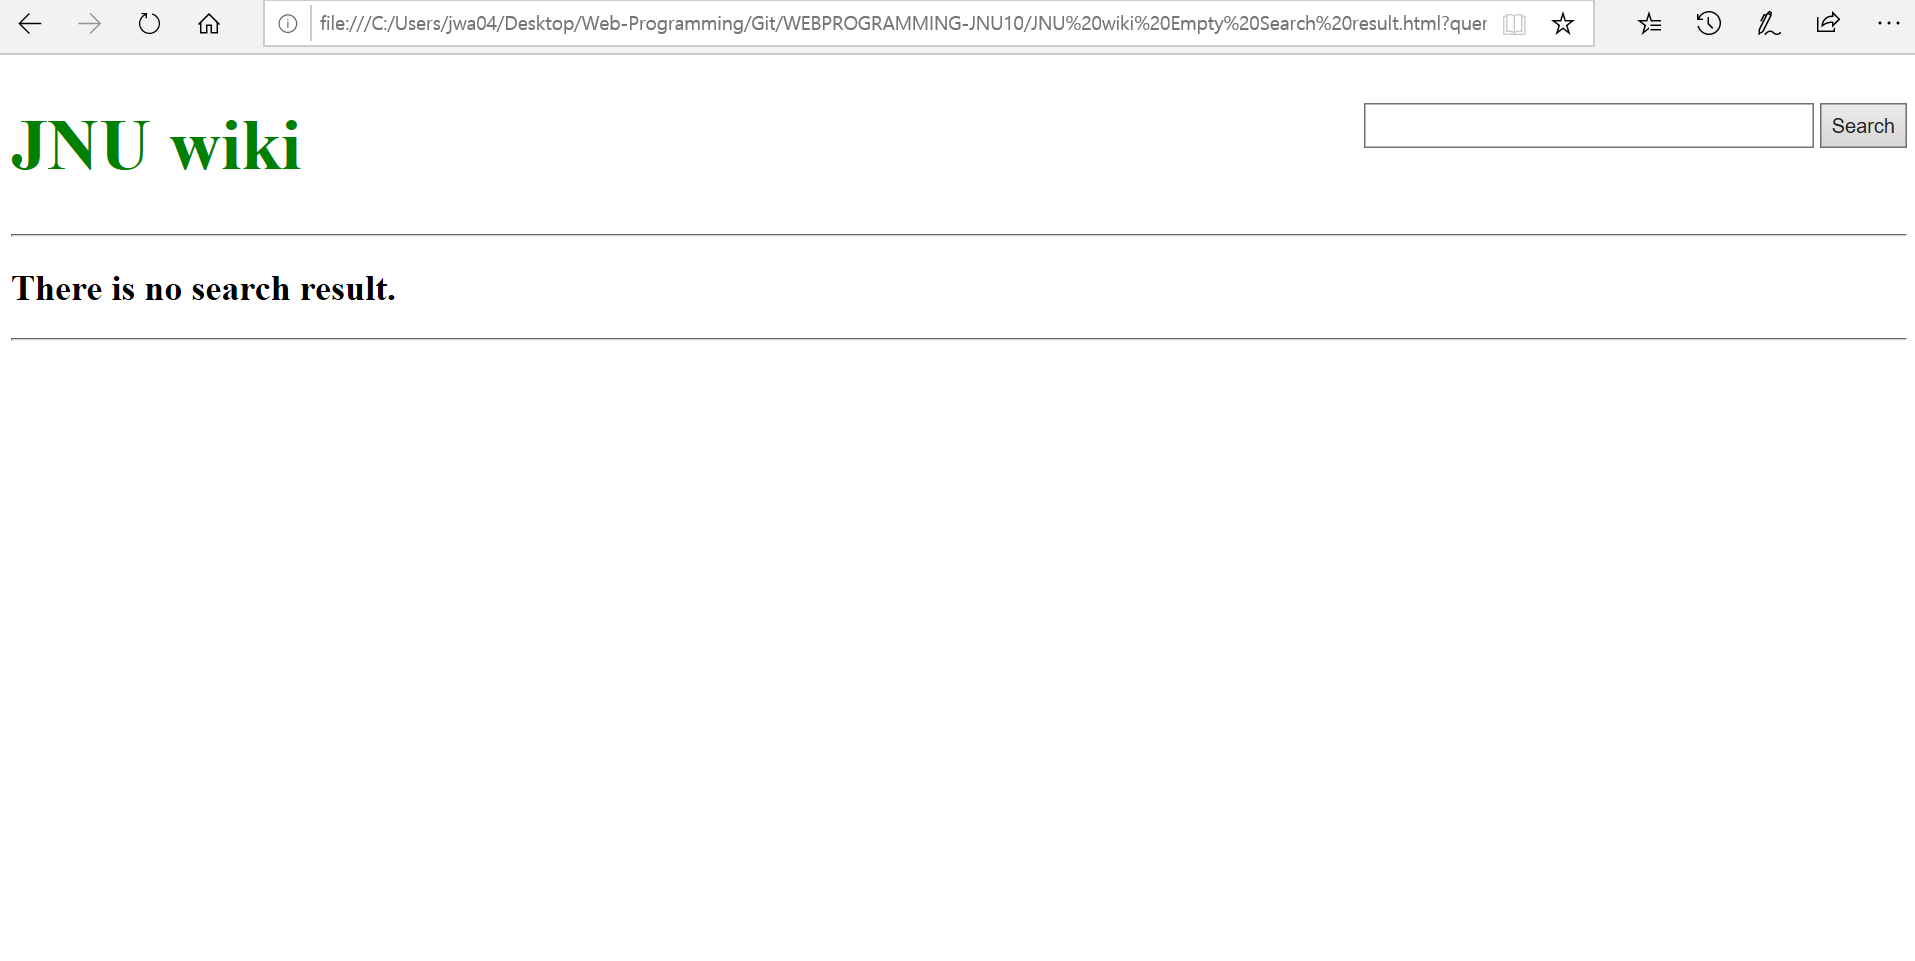 file:///C:/Users/jwa04/Desktop/Web-Programming/Git/WEBPROGRAMMING-JNU10/JNU%20wiki%20Empty%20Search%20result.html?quer
JNU wiki
Search
There is no search result.